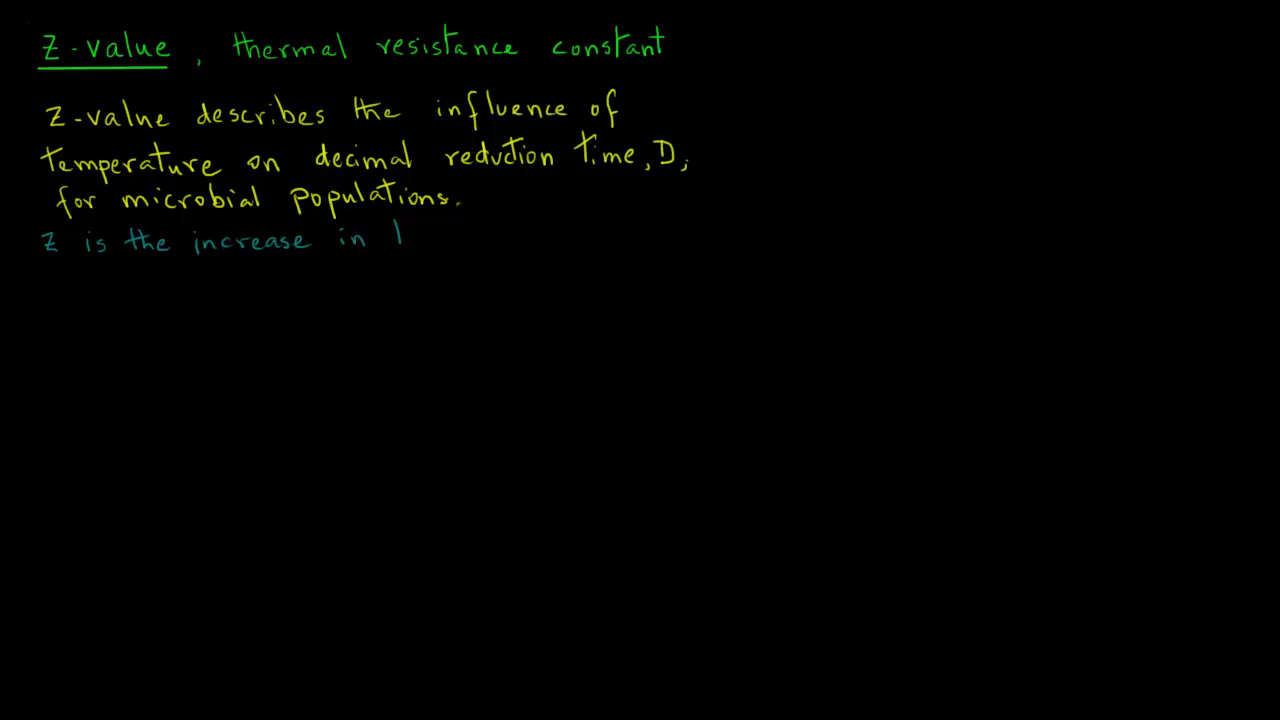 Z-value, thermal resistance constant
Z-value describes the influence of
temperature on decimal reduction time, D,
for microbial populations.
Z is the increase in